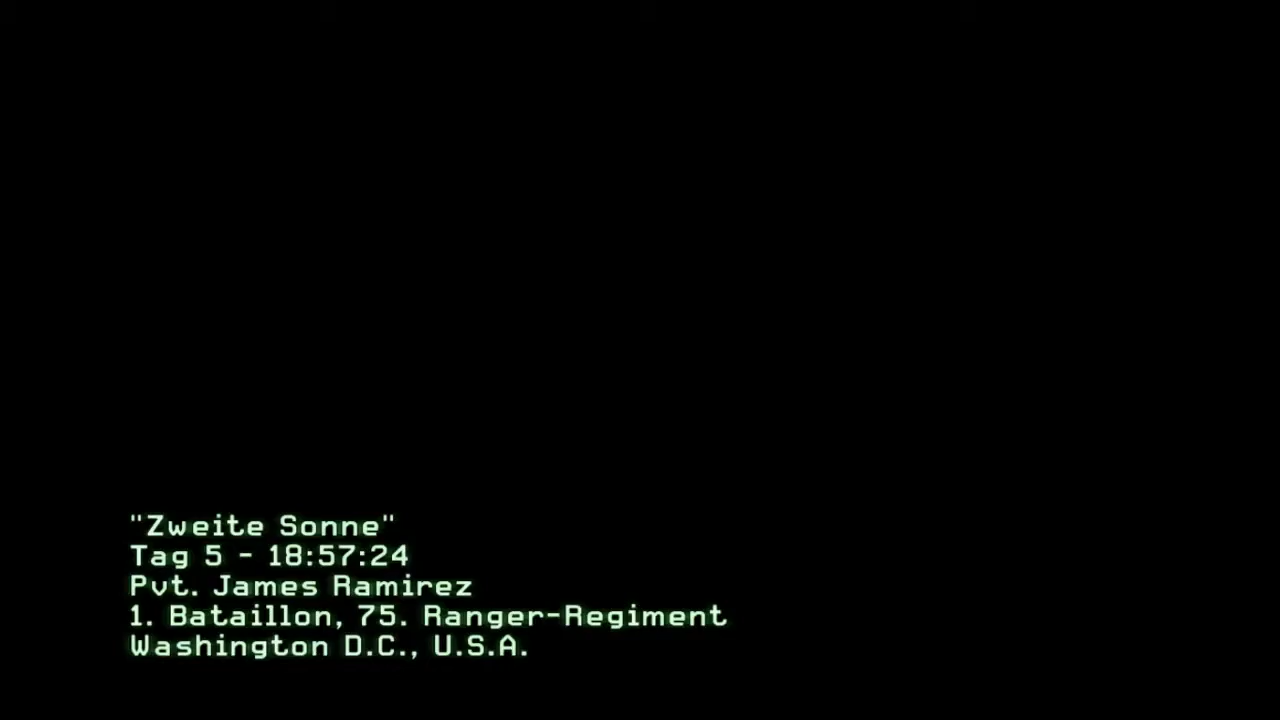 "Zweite Sonne"
Tag 5 - 18:57:24
Pvt. James Ramirez
1. Bataillon, 75. Ranger-Regiment
Washington D.C., U.S.A.